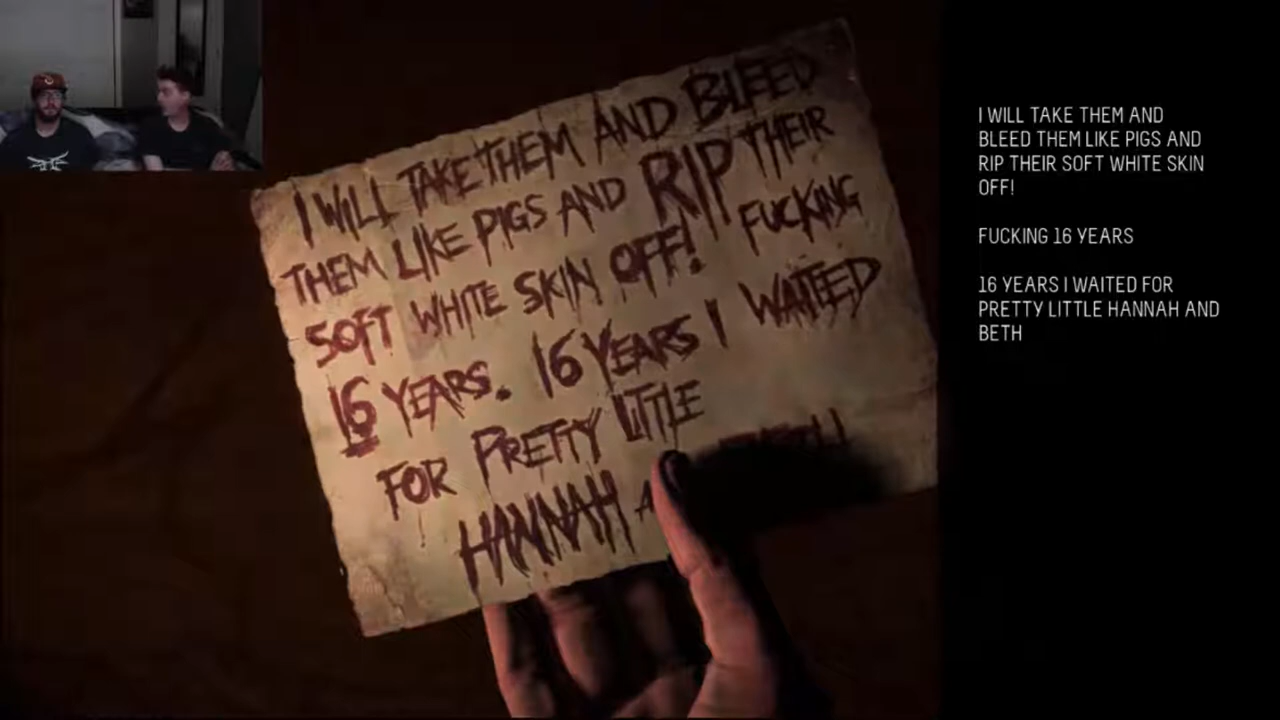 I WILL TAKE THEM AND BLEED
THEM LIKE PIGS AND RIP THEIR
SOFT WHITE SKIN OFF! FUCKING
16 YEARS. 16 YEARS I WAITED
FOR PRETTY LITTLE
HANNAH A
I WILL TAKE THEM AND
BLEED THEM LIKE PIGS AND
RIP THEIR SOFT WHITE SKIN
OFF!
FUCKING 16 YEARS
16 YEARS I WAITED FOR
PRETTY LITTLE HANNAH AND
BETH